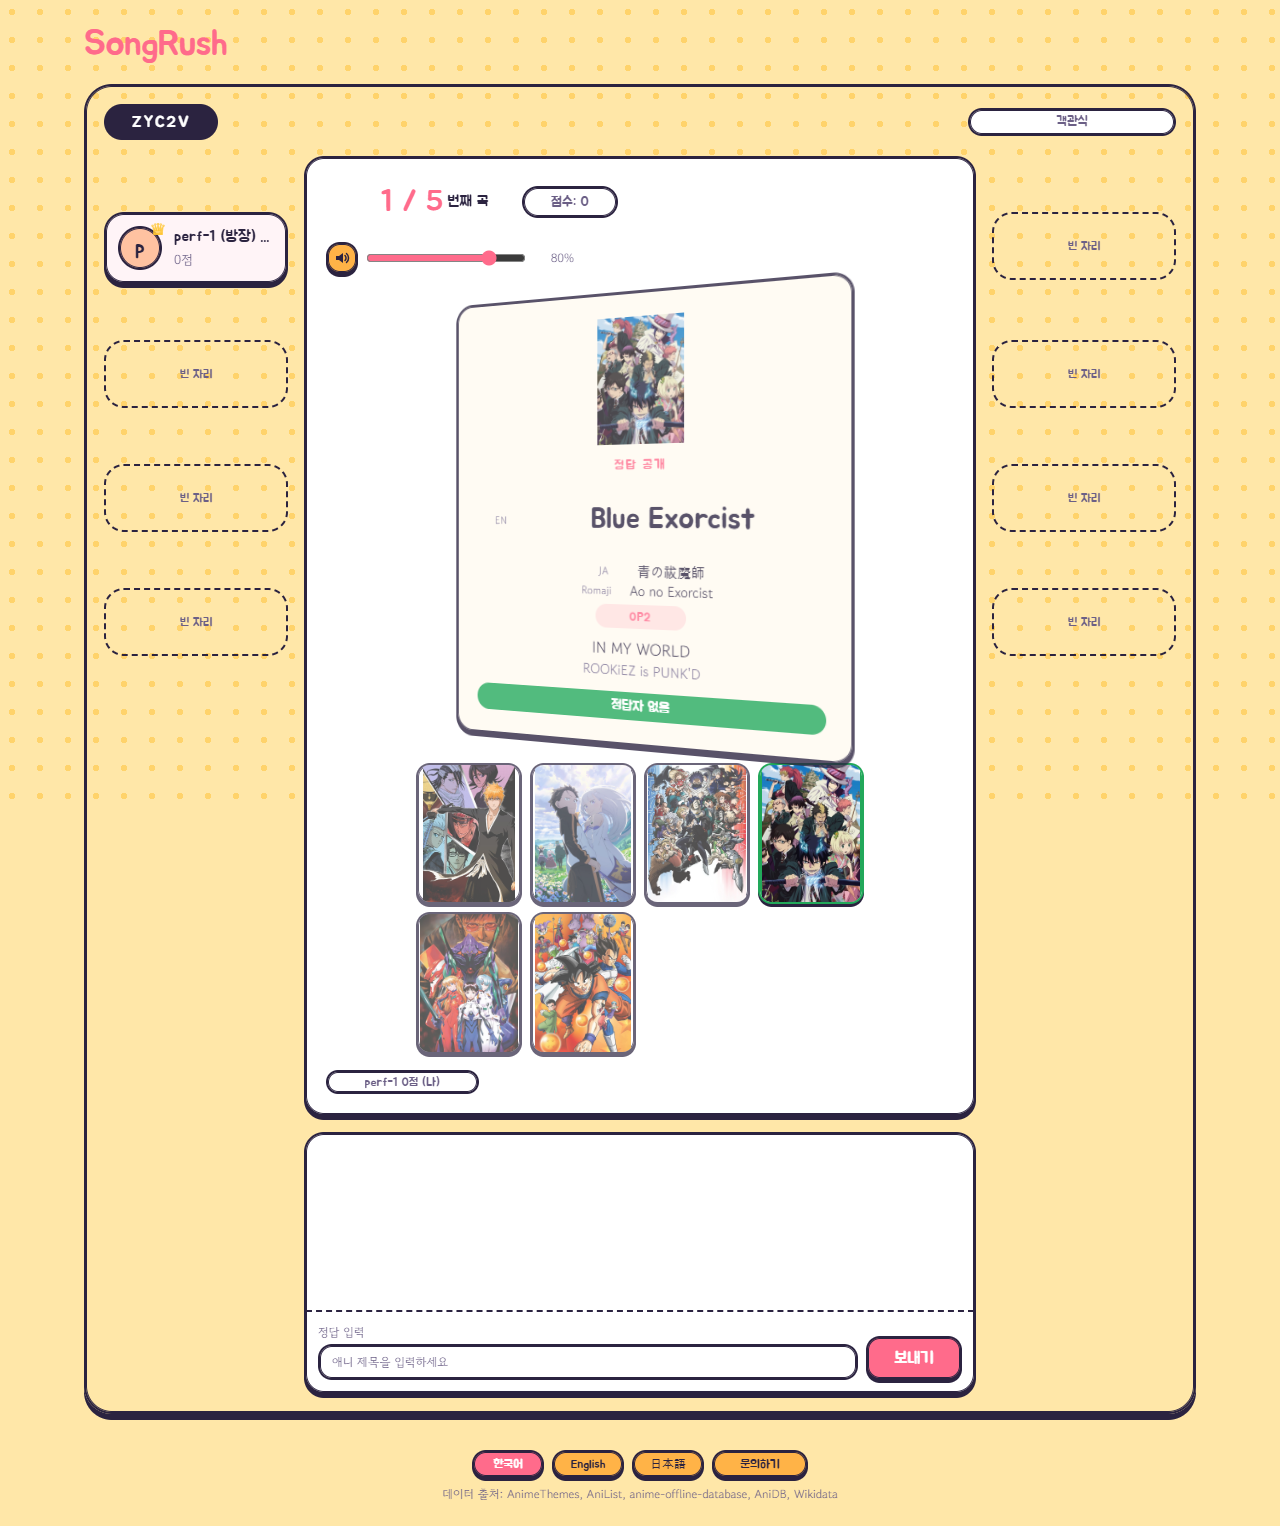 SongRush
ZYC2V
객관식
1 / 5 번째 곡
점수: 0
P
perf-1 (방장) ...
0점
80%
빈 자리
빈 자리
빈 자리
빈 자리
빈 자리
빈 자리
빈 자리
정답 공개
EN
Blue Exorcist
JA
青の祓魔師
Romaji
Ao no Exorcist
OP2
IN MY WORLD
ROOKiEZ is PUNK'D
정답자 없음
perf-1 0점 (나)
정답 입력
애니 제목을 입력하세요
보내기
한국어
English
日本語
문의하기
데이터 출처: AnimeThemes, AniList, anime-offline-database, AniDB, Wikidata